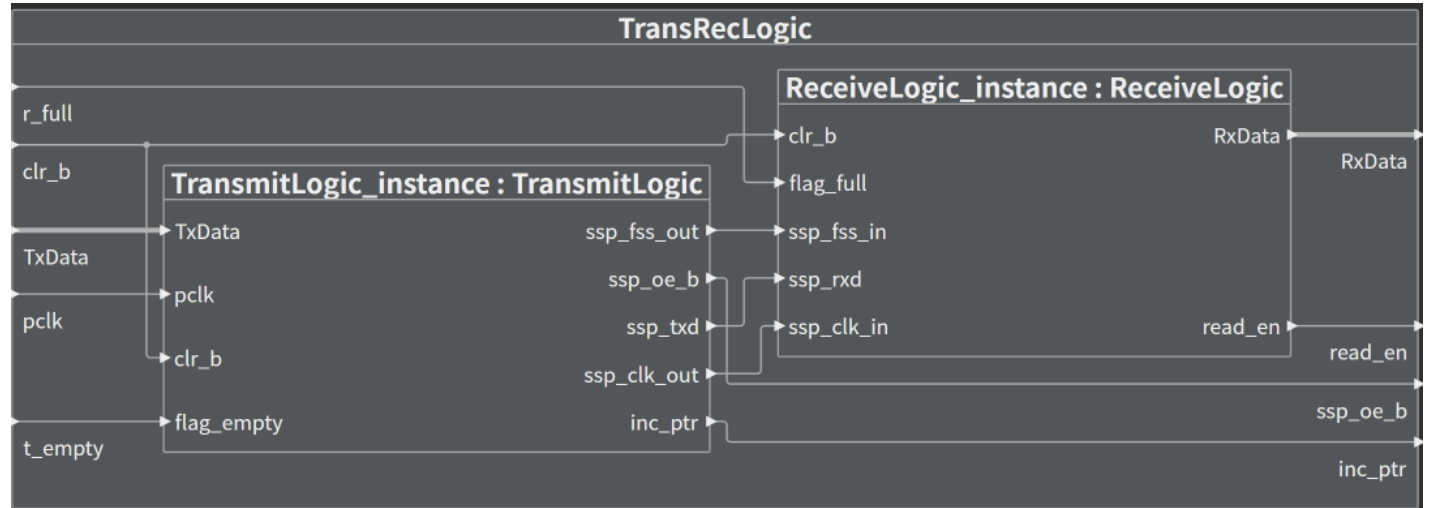 TransRecLogic
r_full
clr_b
TxData
pclk
t_empty
TransmitLogic_instance : TransmitLogic
TxData
pclk
clr_b
flag_empty
ssp_fss_out
ssp_oe_b
ssp_txd
ssp_clk_out
inc_ptr
ReceiveLogic_instance : ReceiveLogic
clr_b
flag_full
ssp_fss_in
ssp_rxd
ssp_clk_in
RxData
read_en
RxData
read_en
ssp_oe_b
inc_ptr